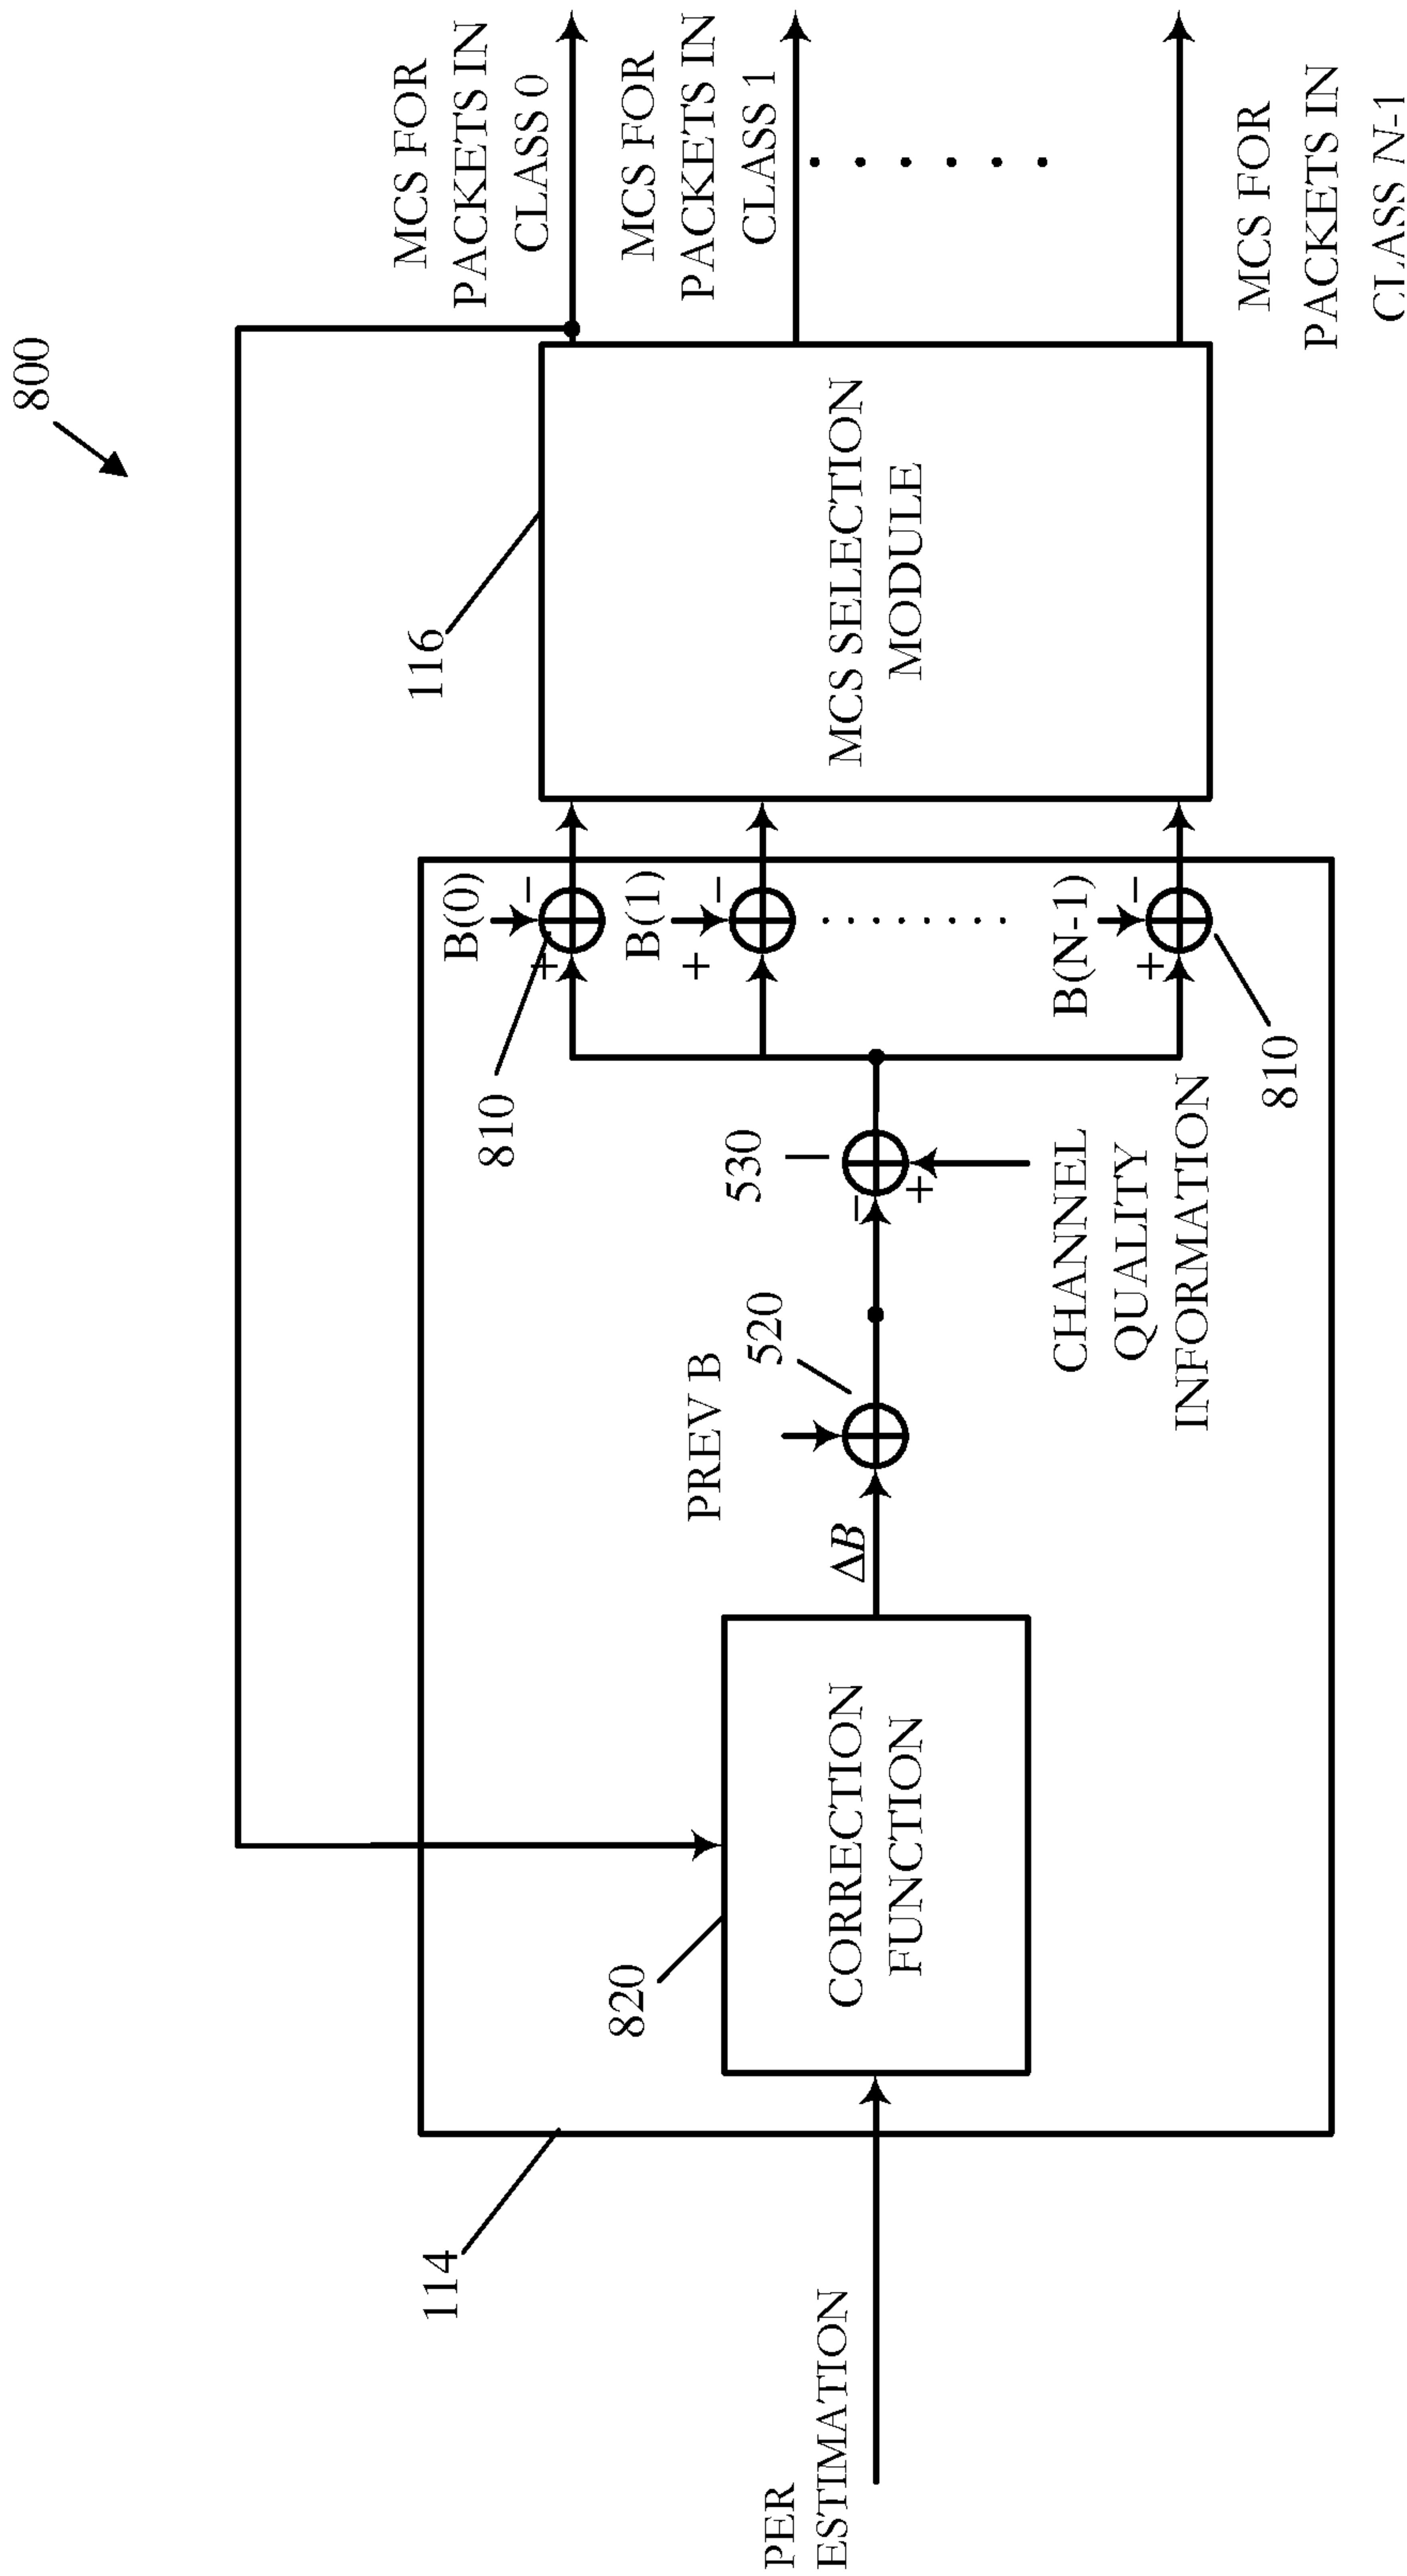 800
MCS FOR
PACKETS IN
CLASS 0
MCS FOR
PACKETS IN
CLASS 1
MCS FOR
PACKETS IN
CLASS N-1
116
MCS SELECTION
MODULE
B(0)
−
+
B(1)
−
+
B(N-1)
−
+
810
810
530
−
−
+
CHANNEL
QUALITY
INFORMATION
PREV B
520
ΔB
820
CORRECTION
FUNCTION
114
PER
ESTIMATION